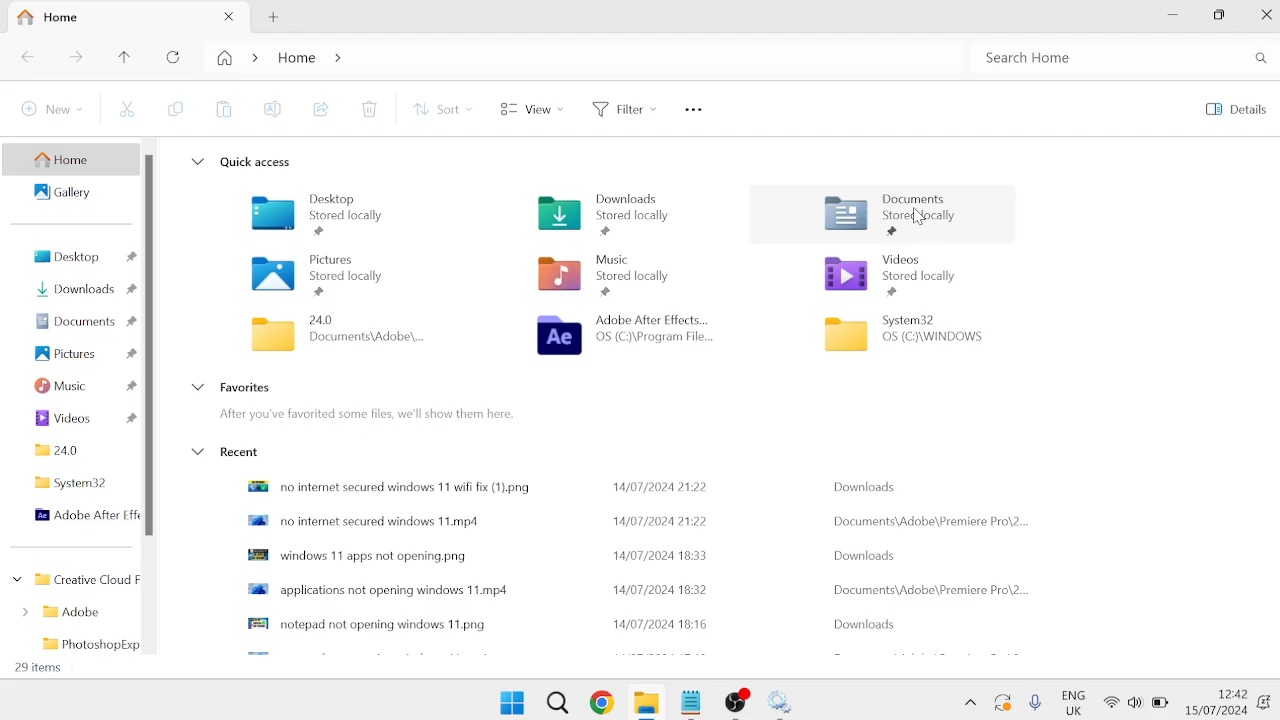 Home
Home
Search Home
New
Sort
View
Filter
Details
Home
Gallery
Desktop
Downloads
Documents
Pictures
Music
Videos
24.0
System32
Adobe After Effe
Creative Cloud F
Adobe
PhotoshopExp
Quick access
Desktop
Stored locally
Downloads
Stored locally
Documents
Stored locally
Pictures
Stored locally
Music
Stored locally
Videos
Stored locally
24.0
Documents\Adobe\...
Ae
Adobe After Effects...
OS (C:)\Program File...
System32
OS (C:)\WINDOWS
Favorites
After you've favorited some files, we'll show them here.
Recent
no internet secured windows 11 wifi fix (1).png 14/07/2024 21:22 Downloads
no internet secured windows 11.mp4 14/07/2024 21:22 Documents\Adobe\Premiere Pro\2...
windows 11 apps not opening.png 14/07/2024 18:33 Downloads
applications not opening windows 11.mp4 14/07/2024 18:32 Documents\Adobe\Premiere Pro\2...
notepad not opening windows 11.png 14/07/2024 18:16 Downloads
29 items
ENG
UK
12:42
15/07/2024